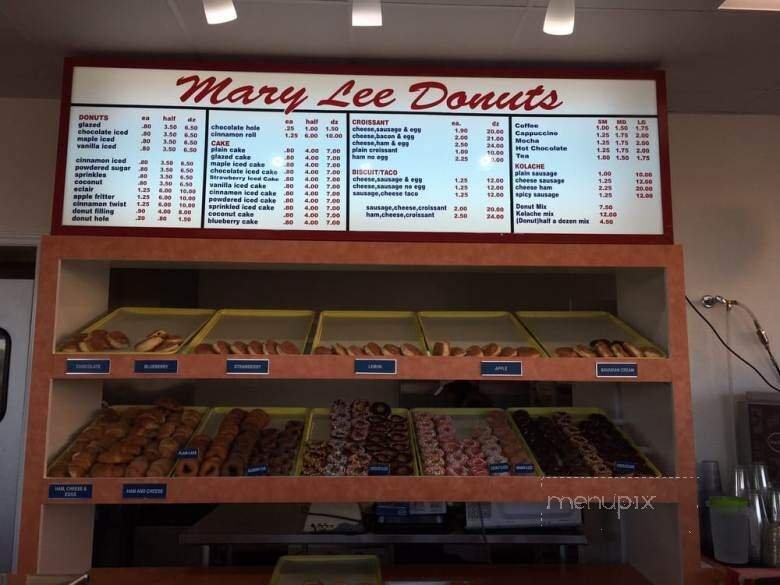 Mary Lee Donuts
DONUTS ea half dz
glazed .80 3.50 6.50
chocolate iced .80 3.50 6.50
maple iced .80 3.50 6.50
vanilla iced .80 3.50 6.50
cinnamon iced .80 3.50 6.50
powdered sugar .80 3.50 6.50
sprinkles .80 3.50 6.50
coconut .80 3.50 6.50
eclair 1.25 6.00 10.00
apple fritter 1.25 6.00 10.00
cinnamon twist 1.25 6.00 10.00
donut filling .90 4.00 8.00
donut hole .20 .80 1.50
ea half dz
chocolate hole .25 1.00 1.50
cinnamon roll 1.25 6.00 10.00
CAKE
plain cake .80 4.00 7.00
glazed cake .80 4.00 7.00
maple iced cake .80 4.00 7.00
chocolate iced cake .80 4.00 7.00
Strawberry Iced Cake .80 4.00 7.00
vanilla iced cake .80 4.00 7.00
cinnamen iced cake .80 4.00 7.00
powdered iced cake .80 4.00 7.00
sprinkled iced cake .80 4.00 7.00
coconut cake .80 4.00 7.00
blueberry cake .80 4.00 7.00
CROISSANT ea. dz
cheese,sausage & egg 1.90 20.00
cheese,bacon & egg 2.00 21.00
cheese,ham & egg 2.50 24.00
plain croissant 1.00 10.00
ham no egg 2.25
BISCUIT/TACO
cheese,sausage & egg 1.25 12.00
cheese,sausage no egg 1.25 12.00
sausage,cheese taco 1.25 12.00
sausage,cheese,croissant 2.00 20.00
ham,cheese,croissant 2.50 24.00
SM MD LG
Coffee 1.00 1.50 1.75
Cappuccino 1.25 1.75 2.00
Mocha 1.25 1.75 2.00
Hot Chocolate 1.25 1.75 2.00
Tea 1.00 1.50 1.75
KOLACHE
plain sausage 1.00 10.00
cheese sausage 1.25 12.00
ham cheese 2.25 20.00
spicy sausage 1.25 12.00
Donut Mix 7.50
Kolache mix 12.00
(Donut)half a dozen mix 4.50
CHOCOLATE
BLUEBERRY
STRAWBERRY
LEMON
APPLE
BAVARIAN CREAM
PLAIN CAKE
HAM, CHEESE & EGGS
HAM AND CHEESE
menupix